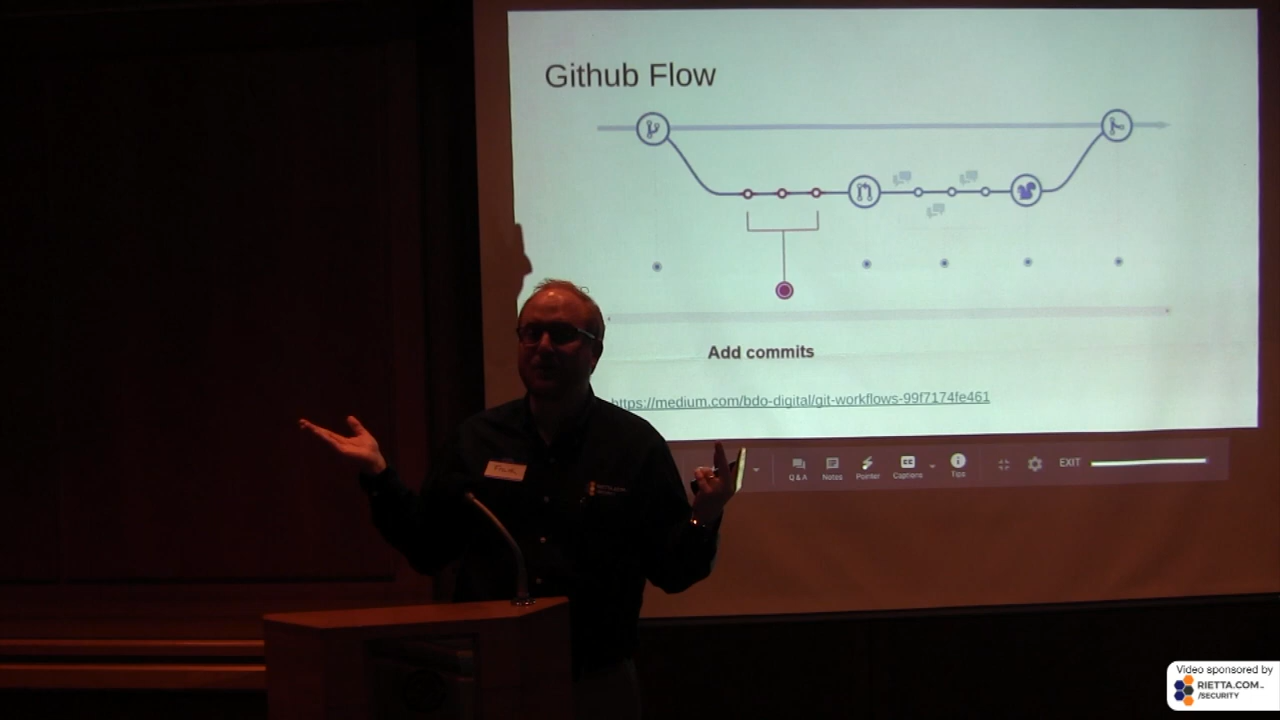 Github Flow
Add commits
https://medium.com/bdo-digital/git-workflows-99f7174fe461
Q & A
Notes
Pointer
CC
Captions
Tips
EXIT
Video sponsored by
RIETTA.COM
/SECURITY